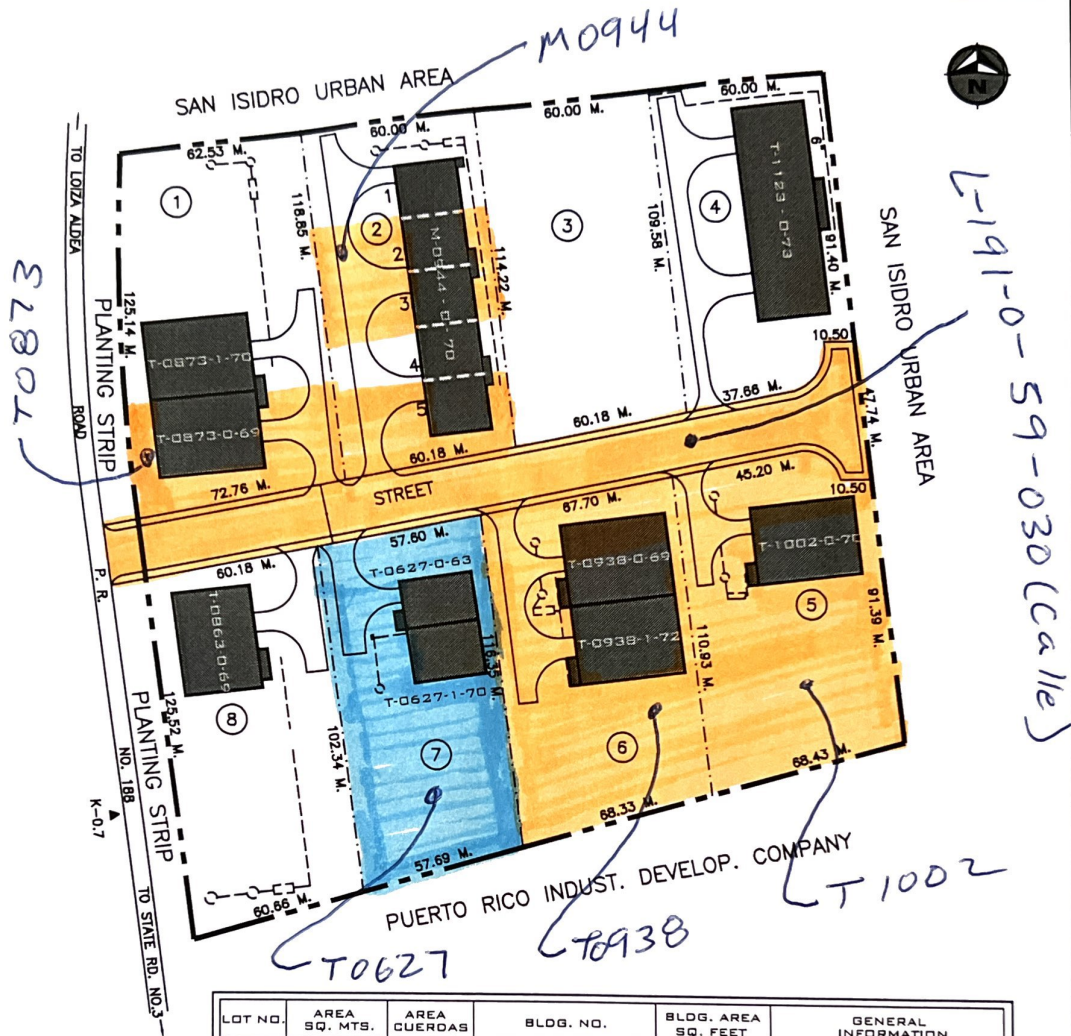 M0944
SAN ISIDRO URBAN AREA
N
60.00 M.
60.00 M.
60.00 M.
62.53 M.
TO LOIZA ALDEA
1
118.85 M.
1
2
2
M-0944-0-70
3
4
5
114.22 M.
3
109.58 M.
4
T-1123-0-73
91.40 M.
SAN ISIDRO URBAN AREA
L-191-0-59-030 (Calle)
T0873
125.14 M.
PLANTING STRIP
T-0873-1-70
T-0873-0-69
ROAD
10.50
37.66 M.
47.74 M.
60.18 M.
60.18 M.
72.76 M.
STREET
45.20 M.
10.50
67.70 M.
57.60 M.
60.18 M.
P. R.
T-0627-0-63
T-0938-0-69
T-1002-0-70
T-0863-0-69
5
91.39 M.
116.35 M.
T-0938-1-72
110.93 M.
T-0627-1-70
125.52 M.
PLANTING STRIP
8
102.34 M.
7
6
NO. 188
K-0.7
68.43 M.
68.33 M.
57.69 M.
60.66 M.
TO STATE RD. NO.3
PUERTO RICO INDUST. DEVELOP. COMPANY
T1002
T0938
T0627
LOT NO.
AREA SQ. MTS.
AREA CUERDAS
BLDG. NO.
BLDG. AREA SQ. FEET
GENERAL INFORMATION